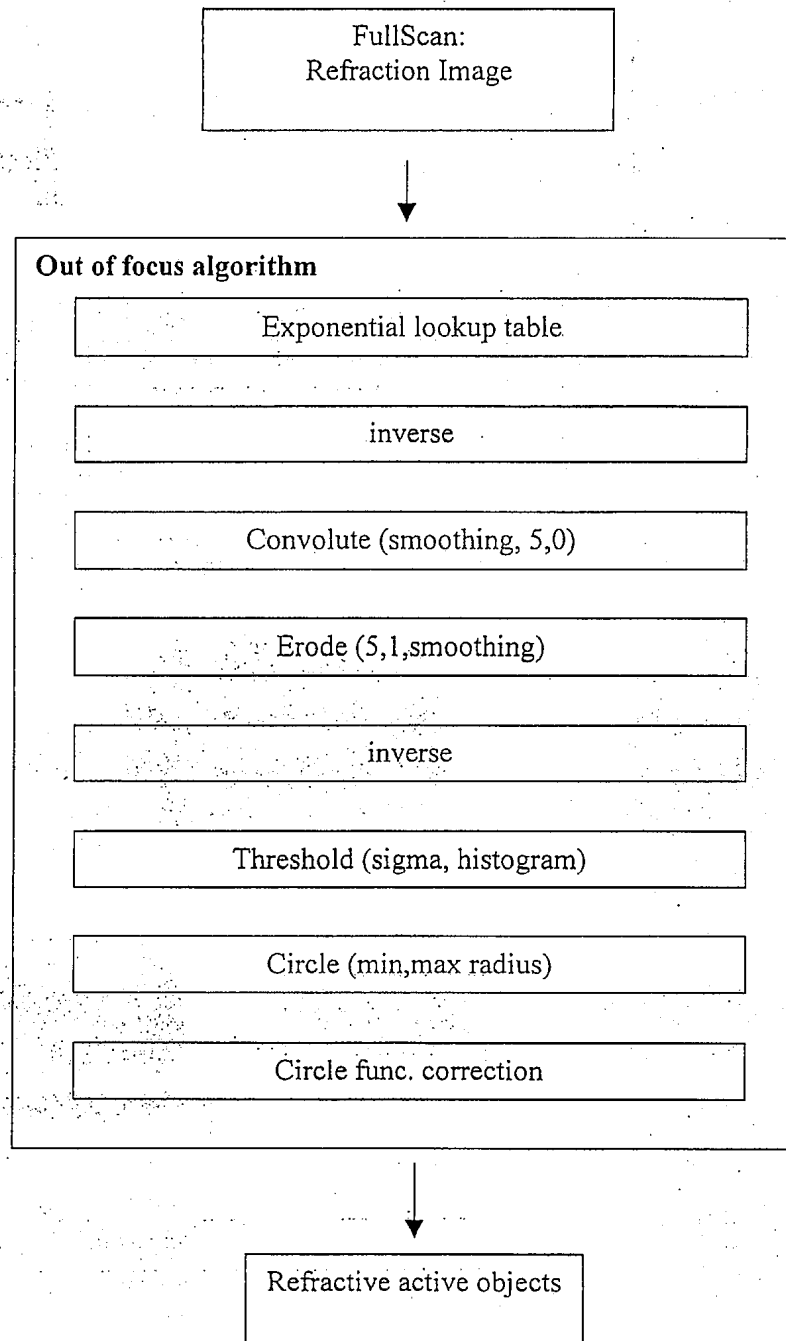 FullScan:
Refraction Image
Out of focus algorithm
Exponential lookup table
inverse
Convolute (smoothing, 5,0)
Erode (5,1,smoothing)
inverse
Threshold (sigma, histogram)
Circle (min,max radius)
Circle func. correction
Refractive active objects